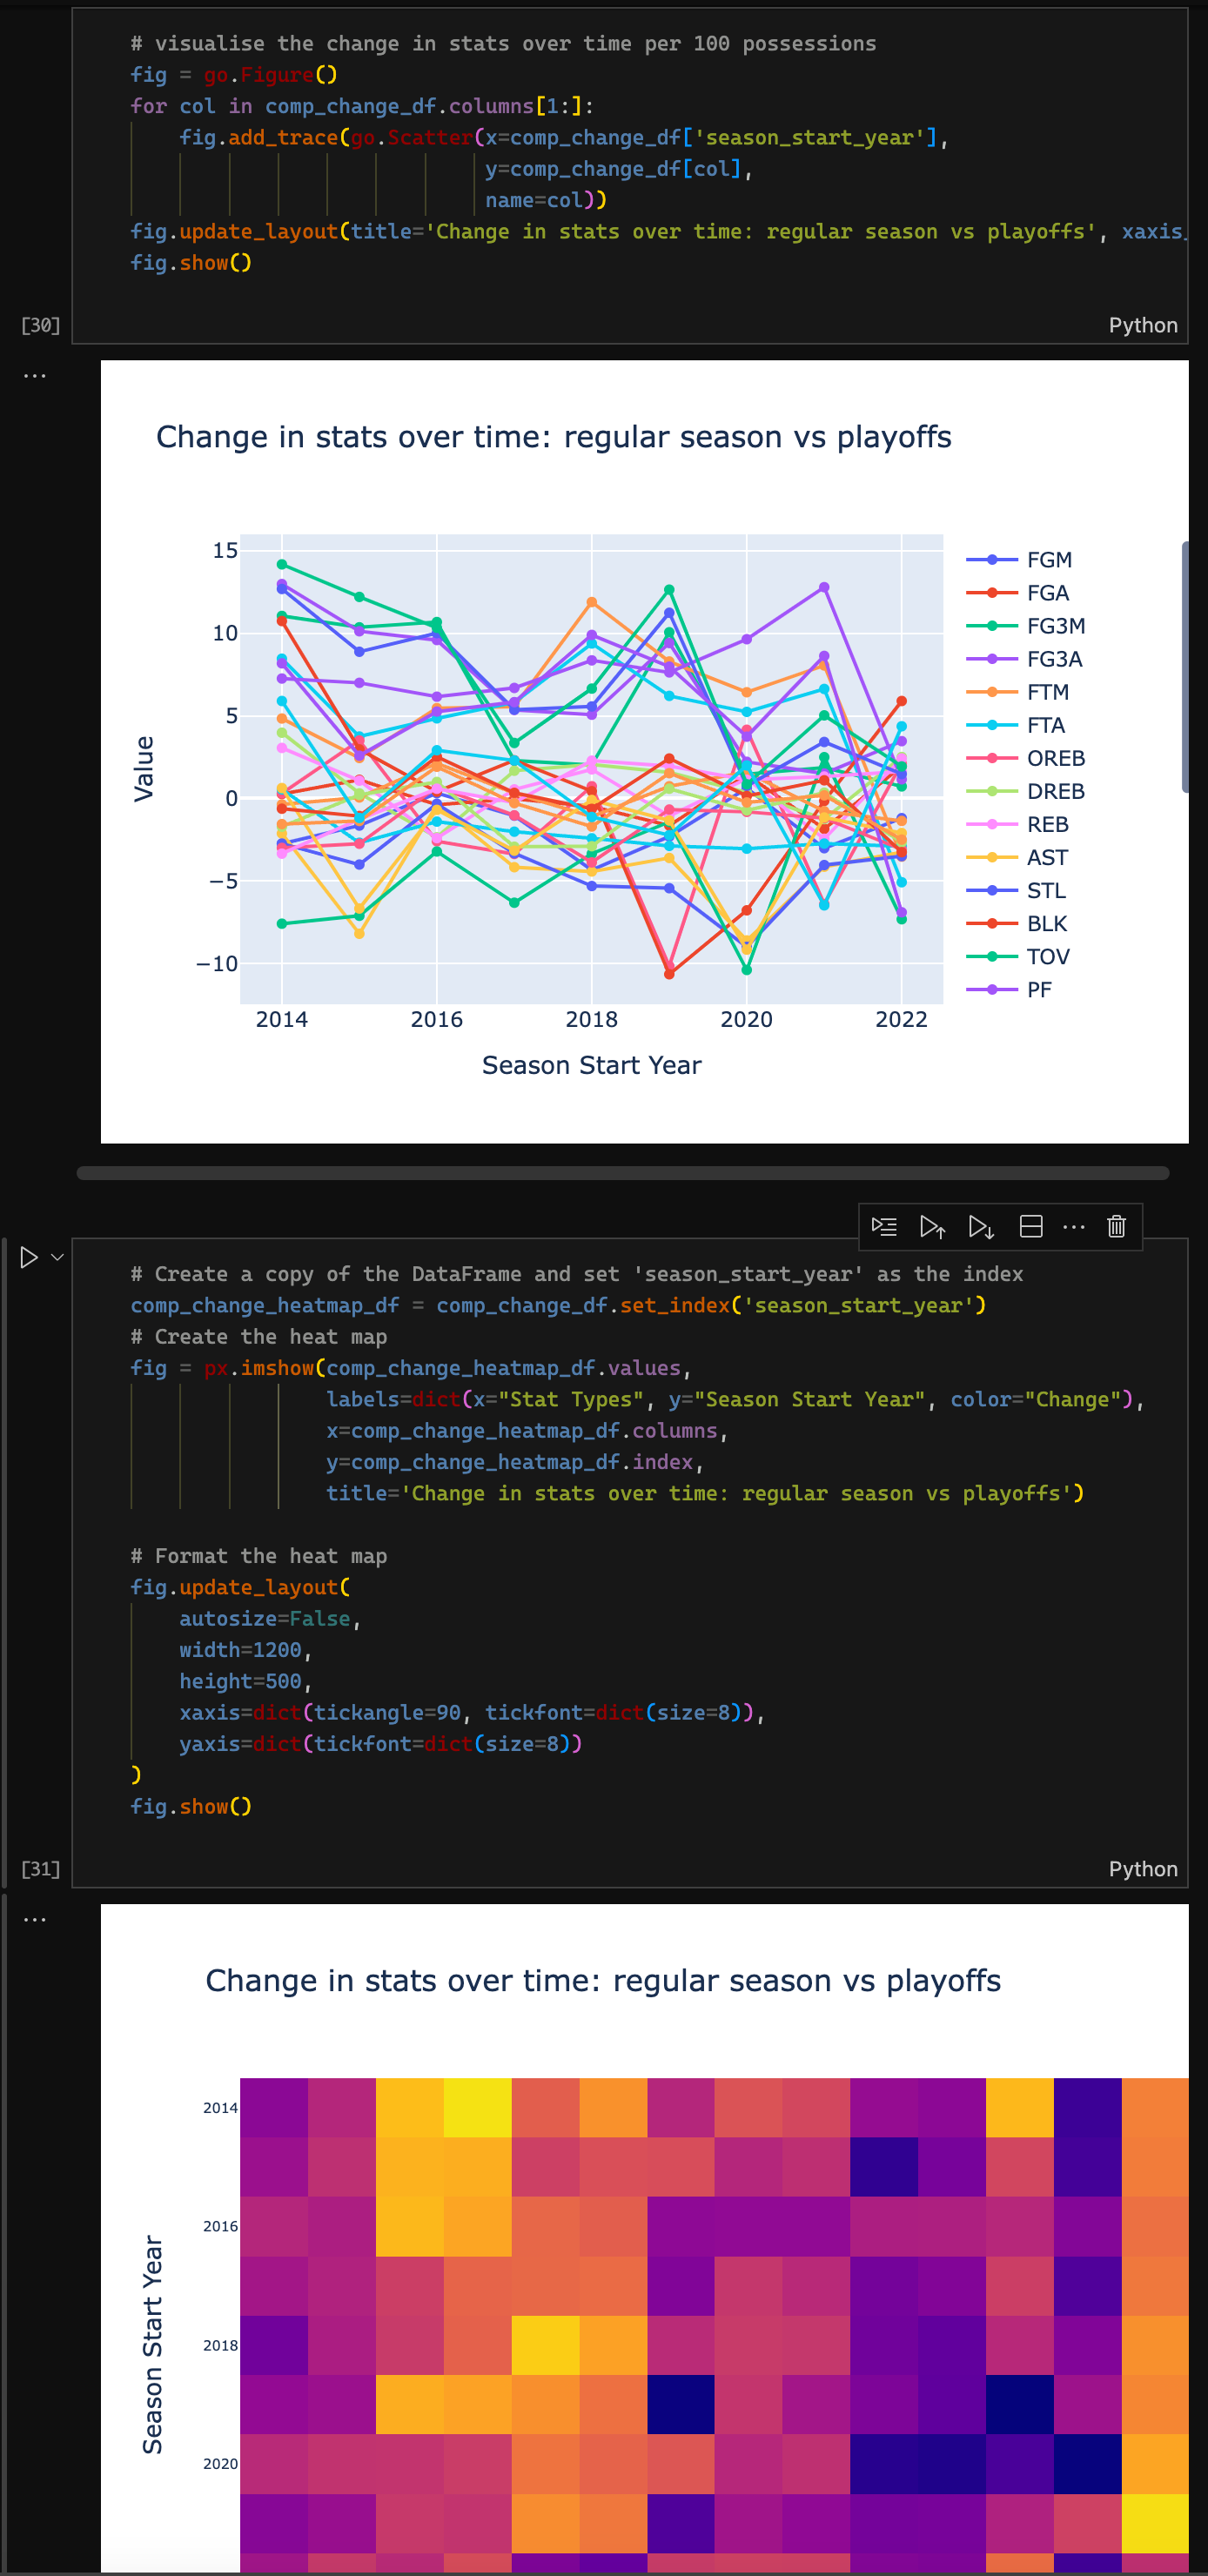 # visualise the change in stats over time per 100 possessions
fig = go.Figure()
for col in comp_change_df.columns[1:]:
    fig.add_trace(go.Scatter(x=comp_change_df['season_start_year'],
                             y=comp_change_df[col],
                             name=col))
fig.update_layout(title='Change in stats over time: regular season vs playoffs', xaxis_
fig.show()
[30]
Python
...
Change in stats over time: regular season vs playoffs
15
10
5
0
−5
−10
Value
2014 2016 2018 2020 2022
Season Start Year
FGM
FGA
FG3M
FG3A
FTM
FTA
OREB
DREB
REB
AST
STL
BLK
TOV
PF
# Create a copy of the DataFrame and set 'season_start_year' as the index
comp_change_heatmap_df = comp_change_df.set_index('season_start_year')
# Create the heat map
fig = px.imshow(comp_change_heatmap_df.values,
                labels=dict(x="Stat Types", y="Season Start Year", color="Change"),
                x=comp_change_heatmap_df.columns,
                y=comp_change_heatmap_df.index,
                title='Change in stats over time: regular season vs playoffs')
# Format the heat map
fig.update_layout(
    autosize=False,
    width=1200,
    height=500,
    xaxis=dict(tickangle=90, tickfont=dict(size=8)),
    yaxis=dict(tickfont=dict(size=8))
)
fig.show()
[31]
Python
...
Change in stats over time: regular season vs playoffs
2014
2016
2018
2020
Season Start Year